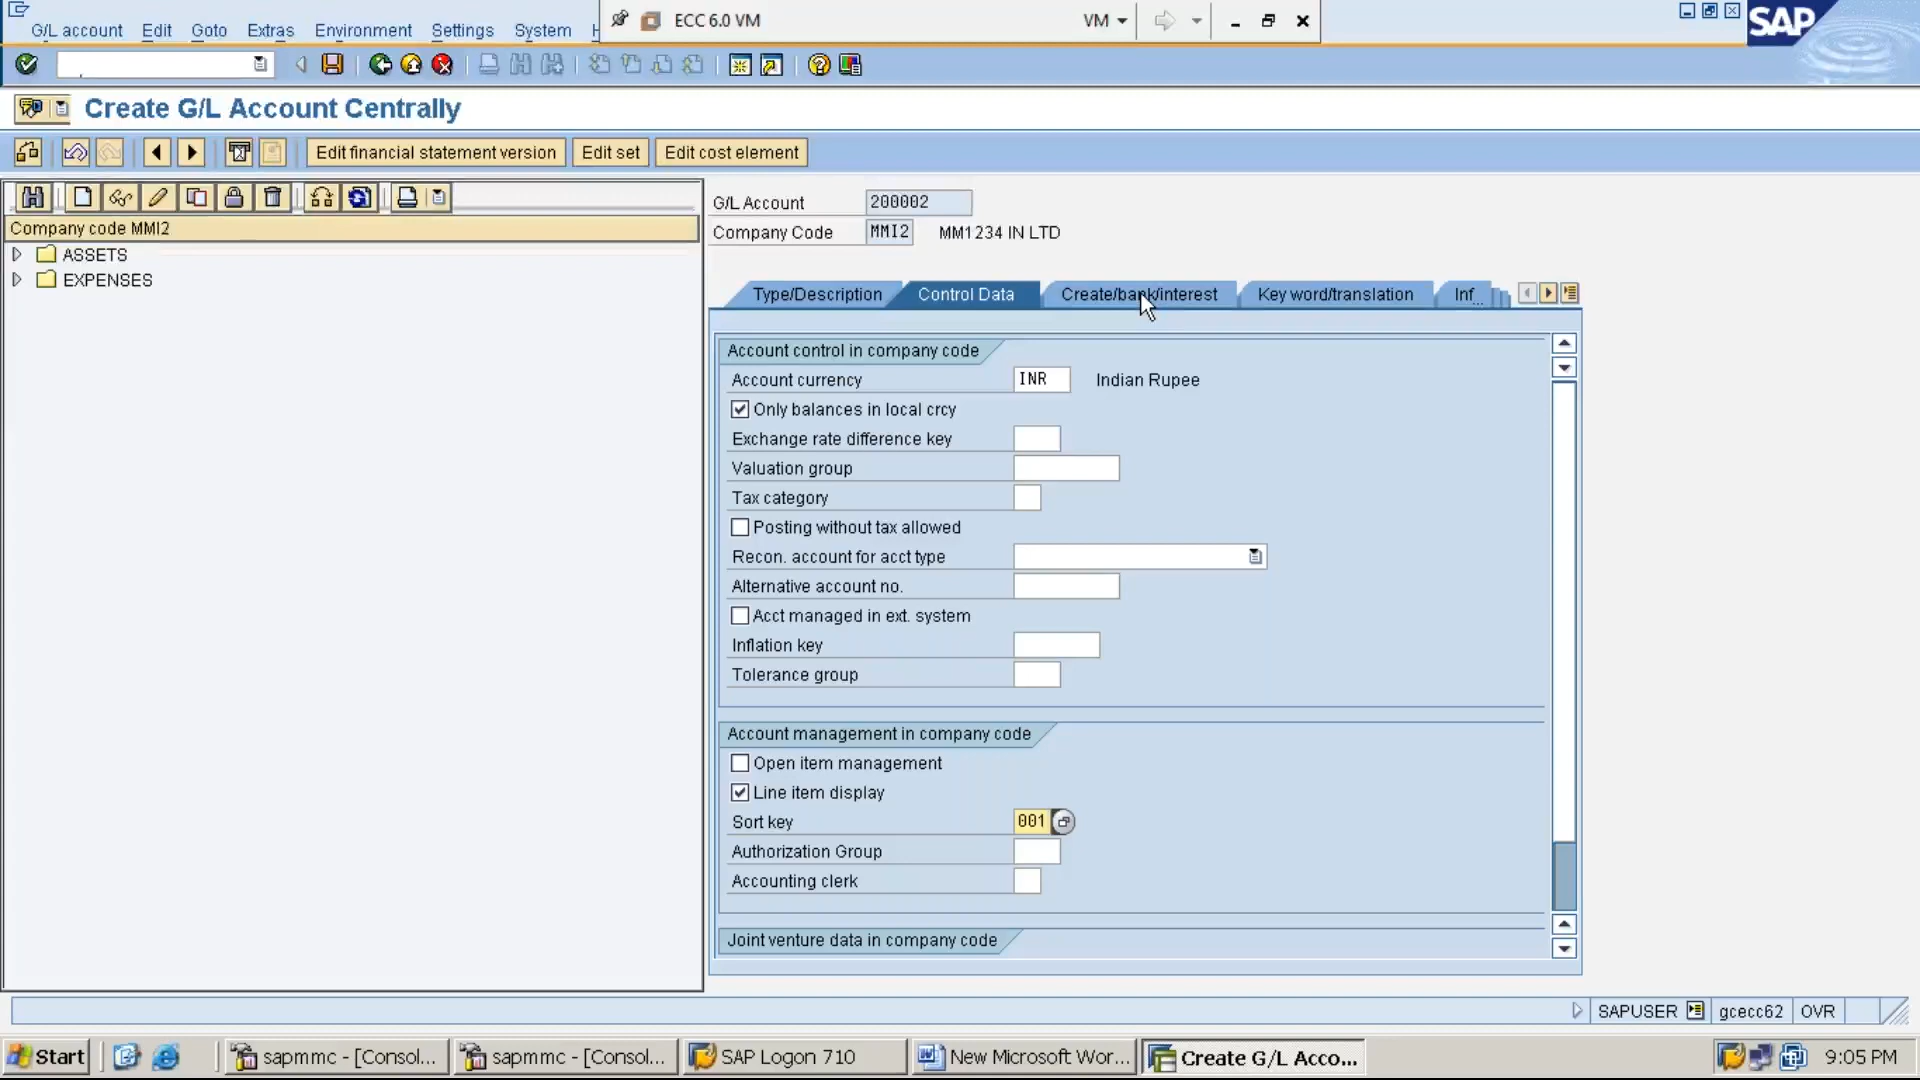 ECC 6.0 VM
VM
G/L account Edit Goto Extras Environment Settings System H
SAP
Create G/L Account Centrally
Edit financial statement version Edit set Edit cost element
Company code MMI2
ASSETS
EXPENSES
G/L Account 200002
Company Code MMI2 MM1234 IN LTD
Type/Description Control Data Create/bank/interest Key word/translation Inf...
Account control in company code
Account currency INR Indian Rupee
Only balances in local crcy
Exchange rate difference key
Valuation group
Tax category
Posting without tax allowed
Recon. account for acct type
Alternative account no.
Acct managed in ext. system
Inflation key
Tolerance group
Account management in company code
Open item management
Line item display
Sort key 001
Authorization Group
Accounting clerk
Joint venture data in company code
SAPUSER gcecc62 OVR
Start sapmmc - [Consol... sapmmc - [Consol... SAP Logon 710 New Microsoft Wor... Create G/L Acco... 9:05 PM